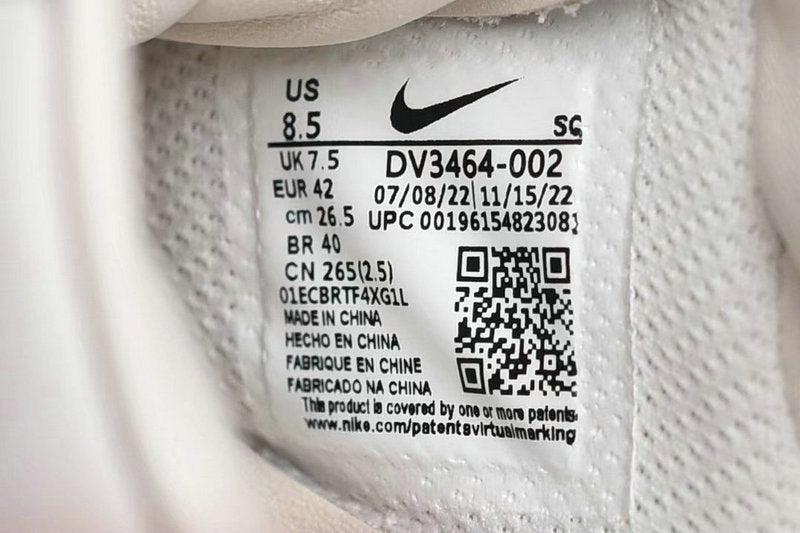 US
8.5
SC
UK 7.5
DV3464-002
EUR 42
07/08/22 | 11/15/22
cm 26.5
UPC 00196154823081
BR 40
CN 265(2.5)
01ECBRTF4XG1L
MADE IN CHINA
HECHO EN CHINA
FABRIQUE EN CHINE
FABRICADO NA CHINA
This product is covered by one or more patents.
www.nike.com/patentsvirtualmarking